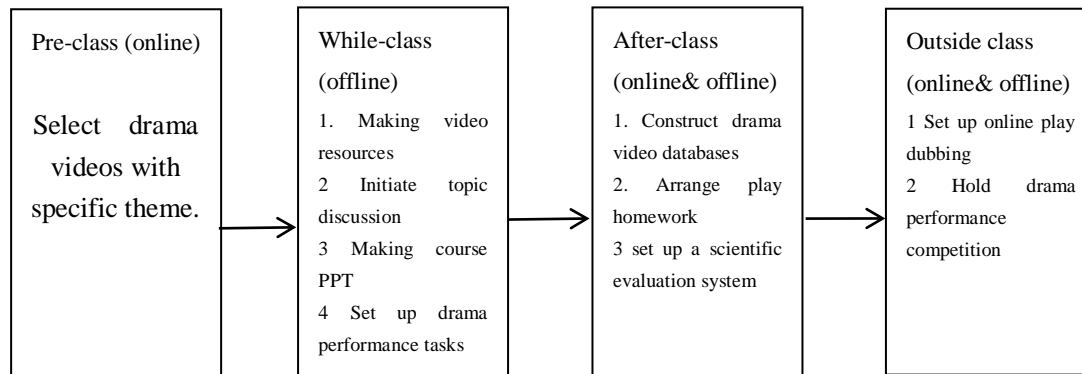 Pre-class (online)
Select drama
videos with
specific theme.
While-class
(offline)
1. Making video
resources
2 Initiate topic
discussion
3 Making course
PPT
4 Set up drama
performance tasks
After-class
(online& offline)
1. Construct drama
video databases
2. Arrange play
homework
3 set up a scientific
evaluation system
Outside class
(online& offline)
1 Set up online play
dubbing
2 Hold drama
performance
competition